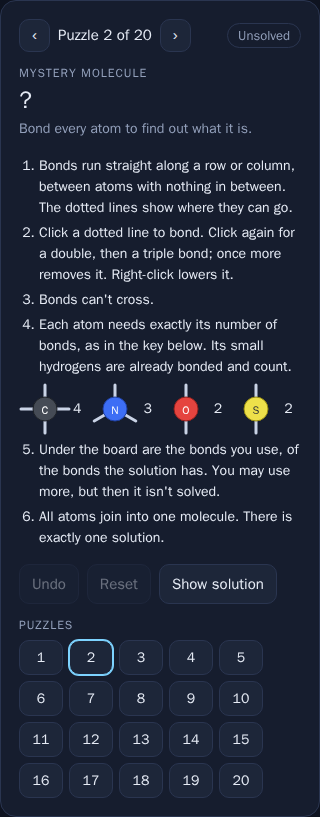 ‹ Puzzle 2 of 20 › Unsolved
MYSTERY MOLECULE
?
Bond every atom to find out what it is.
1. Bonds run straight along a row or column,
between atoms with nothing in between.
The dotted lines show where they can go.
2. Click a dotted line to bond. Click again for
a double, then a triple bond; once more
removes it. Right-click lowers it.
3. Bonds can't cross.
4. Each atom needs exactly its number of
bonds, as in the key below. Its small
hydrogens are already bonded and count.
C 4 N 3 O 2 S 2
5. Under the board are the bonds you use, of
the bonds the solution has. You may use
more, but then it isn't solved.
6. All atoms join into one molecule. There is
exactly one solution.
Undo Reset Show solution
PUZZLES
1 2 3 4 5
6 7 8 9 10
11 12 13 14 15
16 17 18 19 20